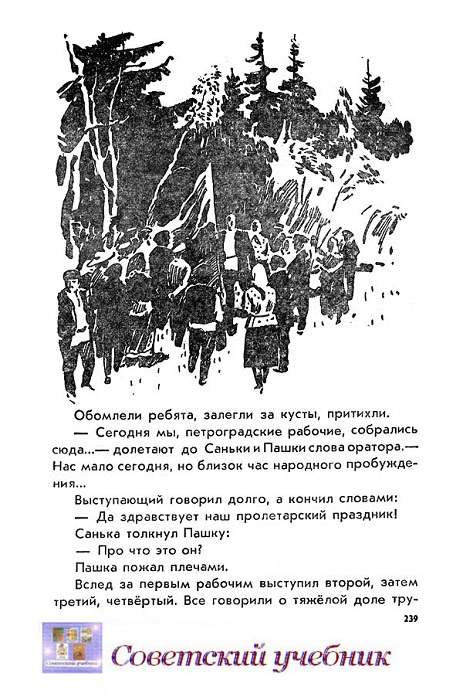 Обомлели ребята, залегли за кусты, притихли.
— Сегодня мы, петроградские рабочие, собрались
сюда...— долетают до Саньки и Пашки слова оратора.—
Нас мало сегодня, но близок час народного пробужде-
ния...
Выступающий говорил долго, а кончил словами:
— Да здравствует наш пролетарский праздник!
Санька толкнул Пашку:
— Про что это он?
Пашка пожал плечами.
Вслед за первым рабочим выступил второй, затем
третий, четвёртый. Все говорили о тяжёлой доле тру-
239
Советский учебник